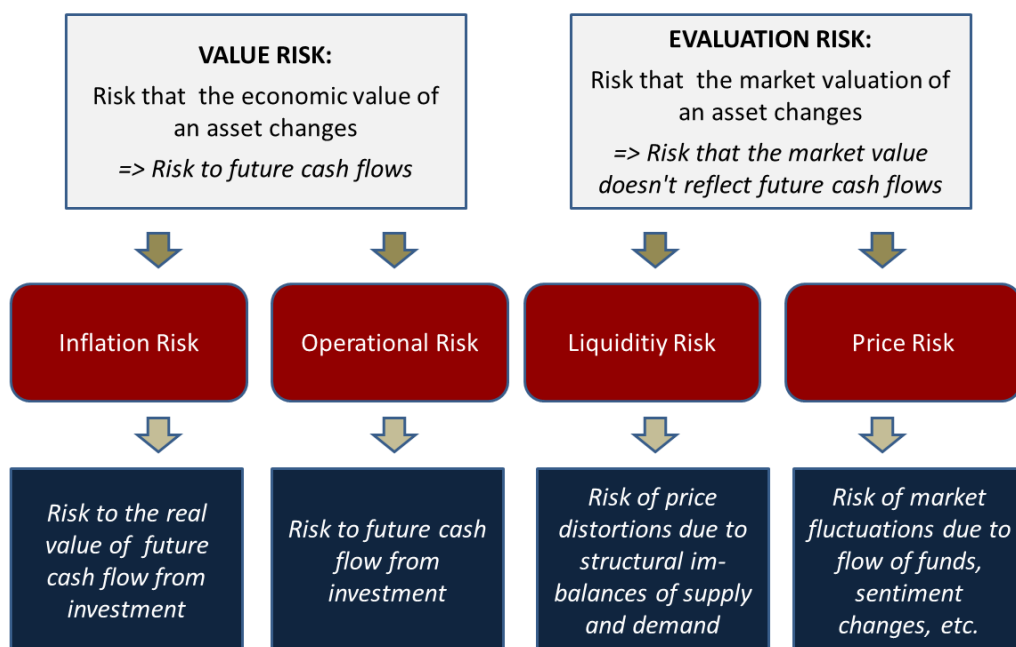 VALUE RISK:
Risk that the economic value of
an asset changes
=> Risk to future cash flows
EVALUATION RISK:
Risk that the market valuation of
an asset changes
=> Risk that the market value
doesn't reflect future cash flows
Inflation Risk
Operational Risk
Liquiditiy Risk
Price Risk
Risk to the real
value of future
cash flow from
investment
Risk to future cash
flow from
investment
Risk of price
distortions due to
structural im-
balances of supply
and demand
Risk of market
fluctuations due to
flow of funds,
sentiment
changes, etc.